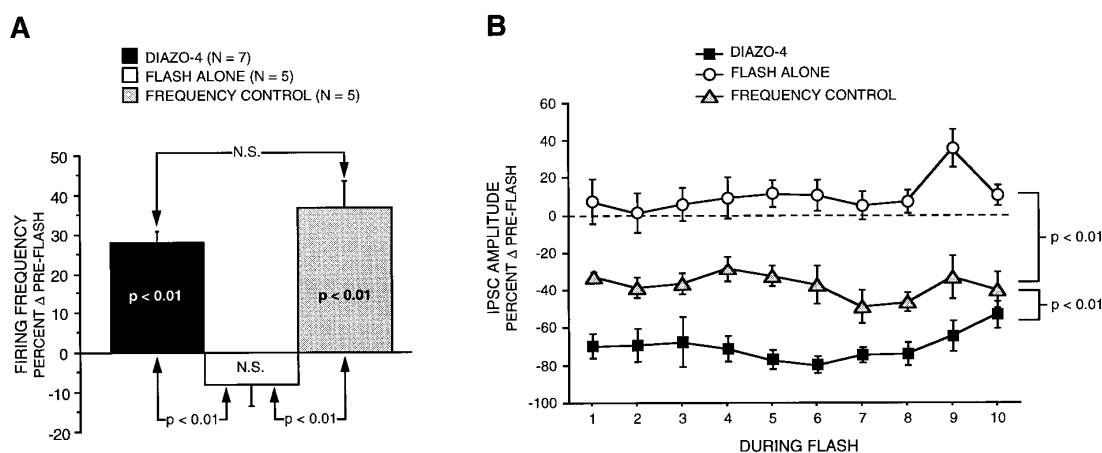 A
DIAZO-4 (N = 7)
FLASH ALONE (N = 5)
FREQUENCY CONTROL (N = 5)
FIRING FREQUENCY
PERCENT Δ PRE-FLASH
50
40
30
20
10
0
-10
-20
N.S.
p < 0.01
p < 0.01
N.S.
p < 0.01
p < 0.01
B
DIAZO-4
FLASH ALONE
FREQUENCY CONTROL
IPSC AMPLITUDE
PERCENT Δ PRE-FLASH
60
40
20
0
-20
-40
-60
-80
-100
p < 0.01
p < 0.01
1 2 3 4 5 6 7 8 9 10
DURING FLASH